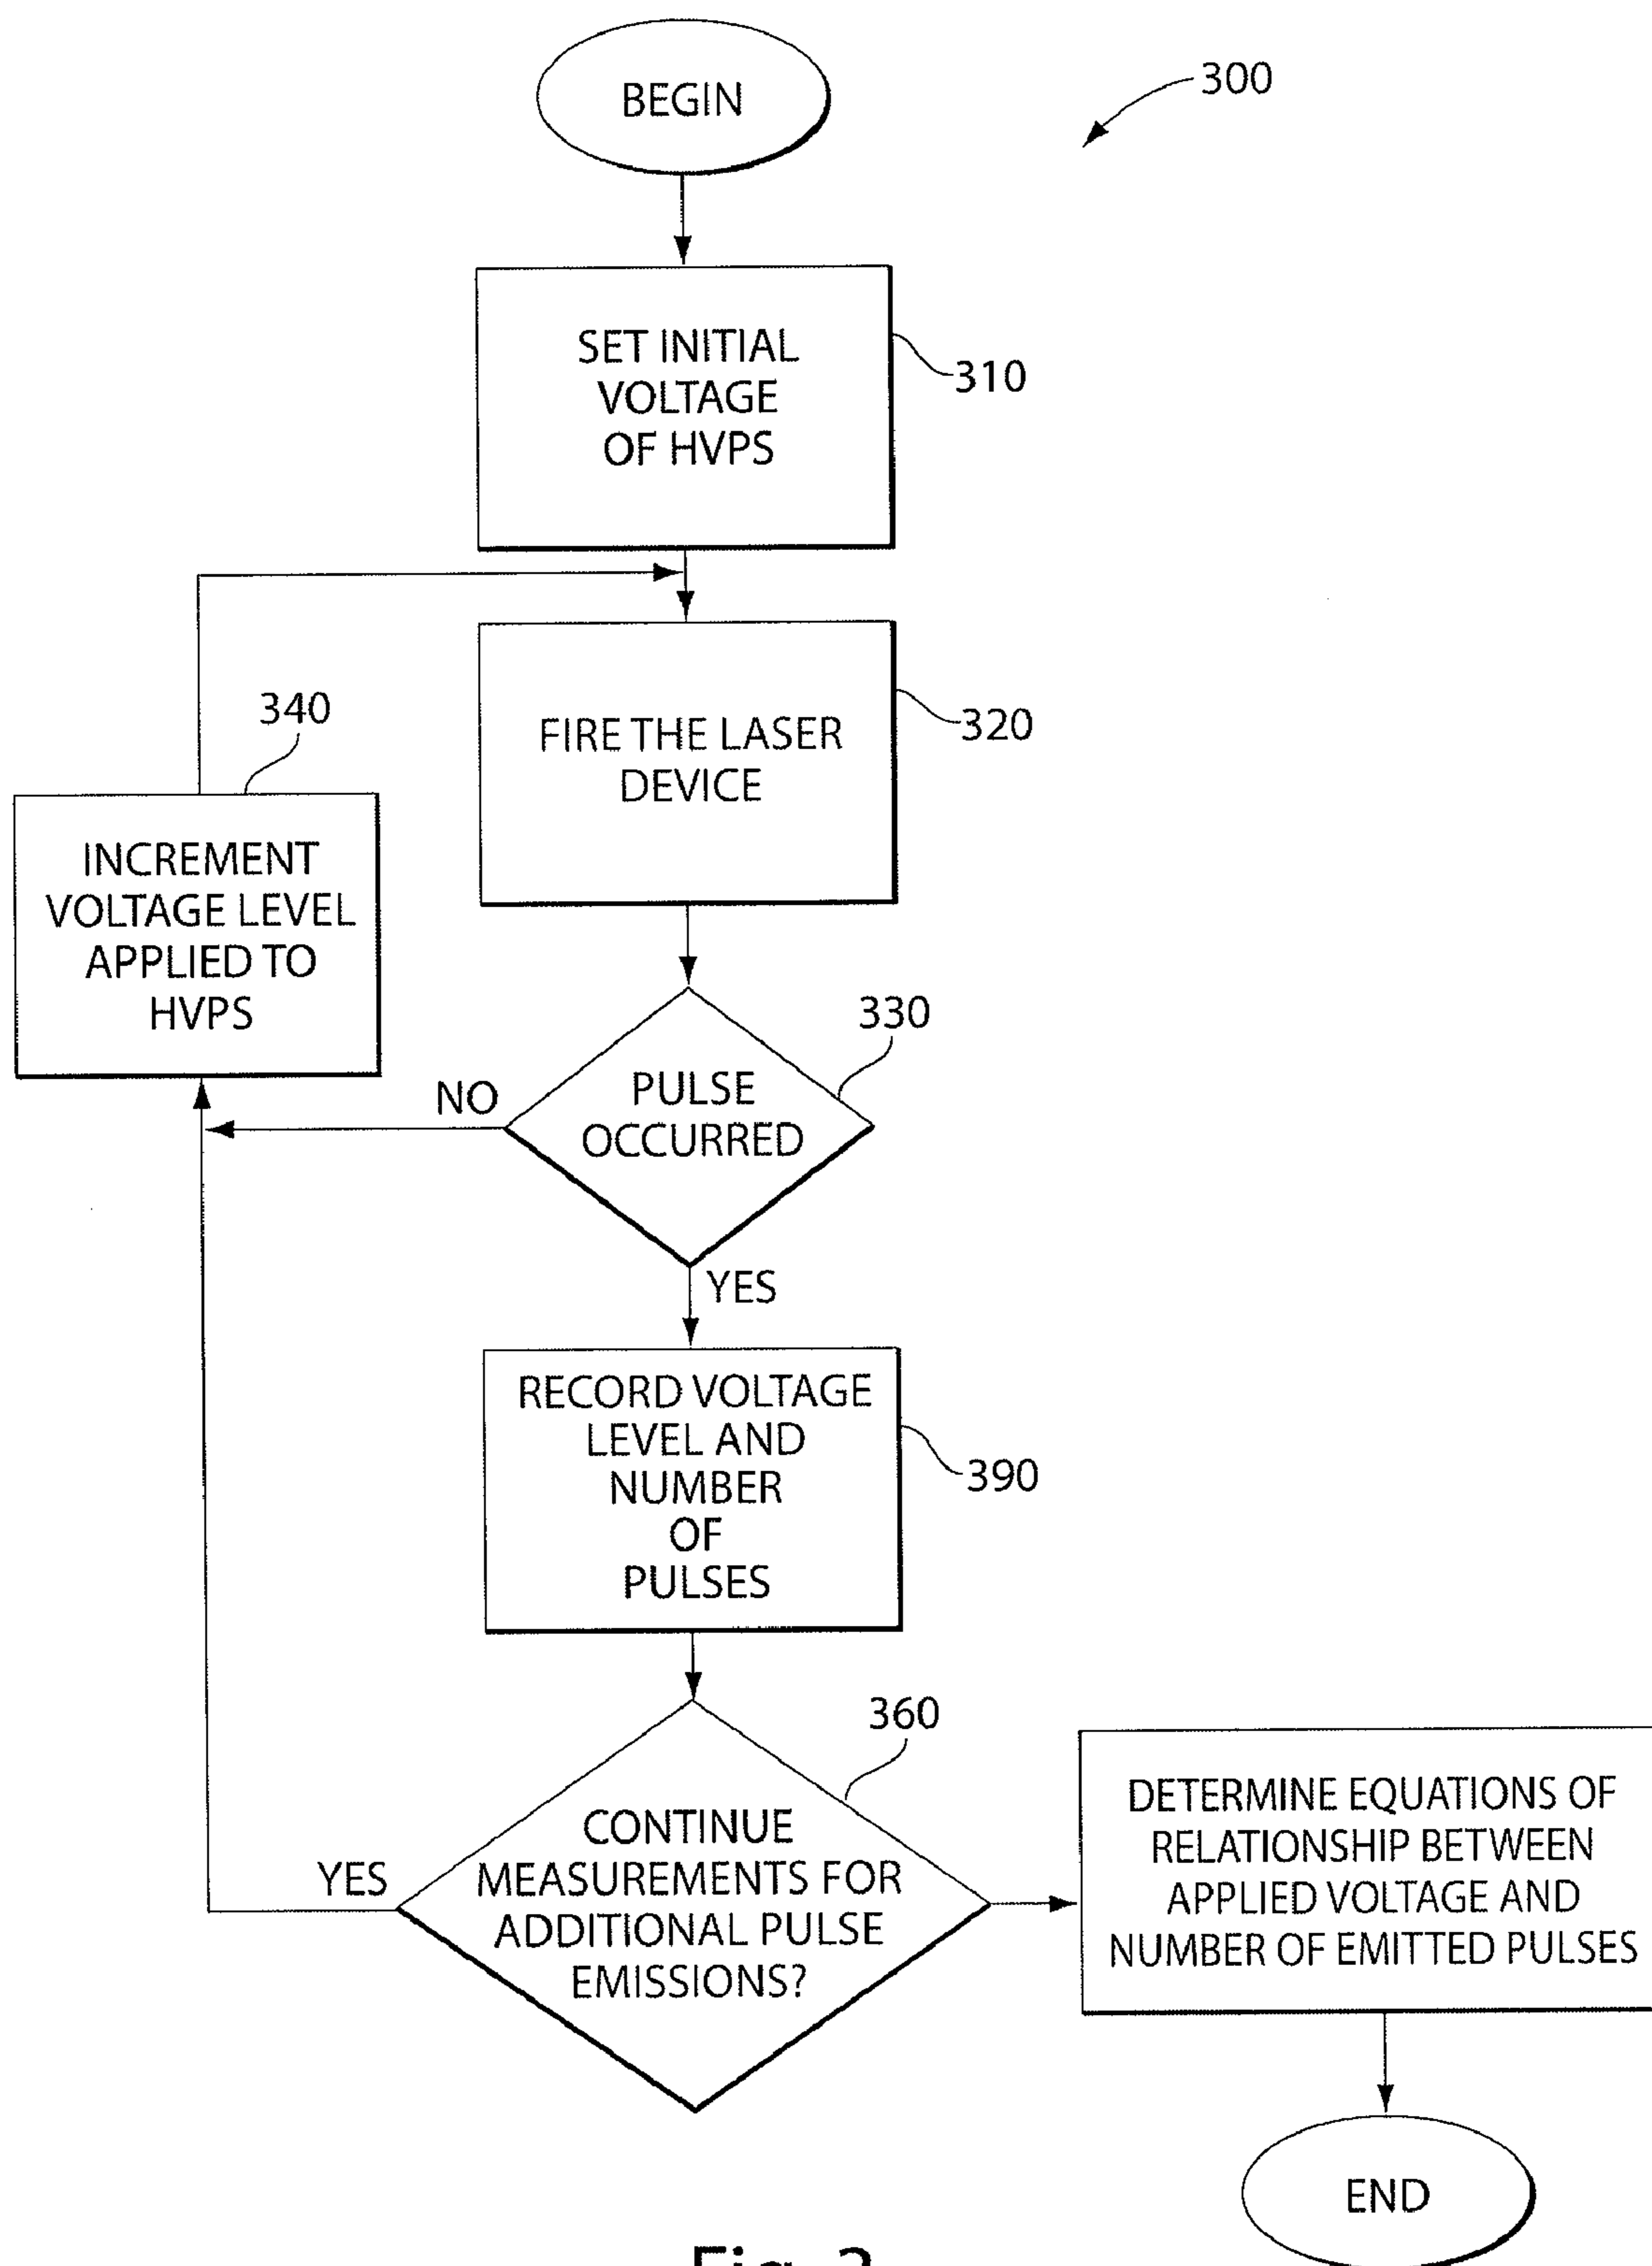 BEGIN
300
SET INITIAL
VOLTAGE
OF HVPS
310
FIRE THE LASER
DEVICE
320
340
INCREMENT
VOLTAGE LEVEL
APPLIED TO
HVPS
330
PULSE
OCCURRED
NO
YES
RECORD VOLTAGE
LEVEL AND
NUMBER
OF
PULSES
390
360
CONTINUE
MEASUREMENTS FOR
ADDITIONAL PULSE
EMISSIONS?
YES
DETERMINE EQUATIONS OF
RELATIONSHIP BETWEEN
APPLIED VOLTAGE AND
NUMBER OF EMITTED PULSES
END